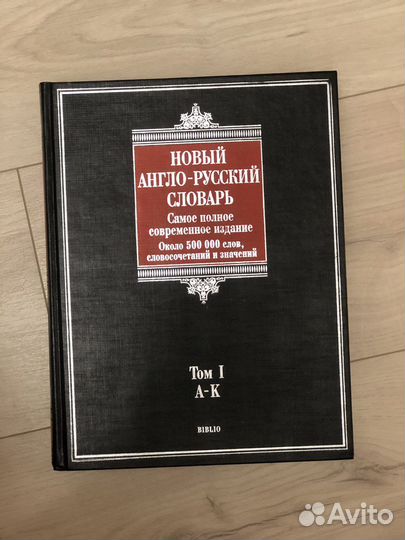 НОВЫЙ
АНГЛО-РУССКИЙ
СЛОВАРЬ
Самое полное
современное издание
Около 500 000 слов,
словосочетаний и значений
Том I
A-K
BIBLIO
Avito